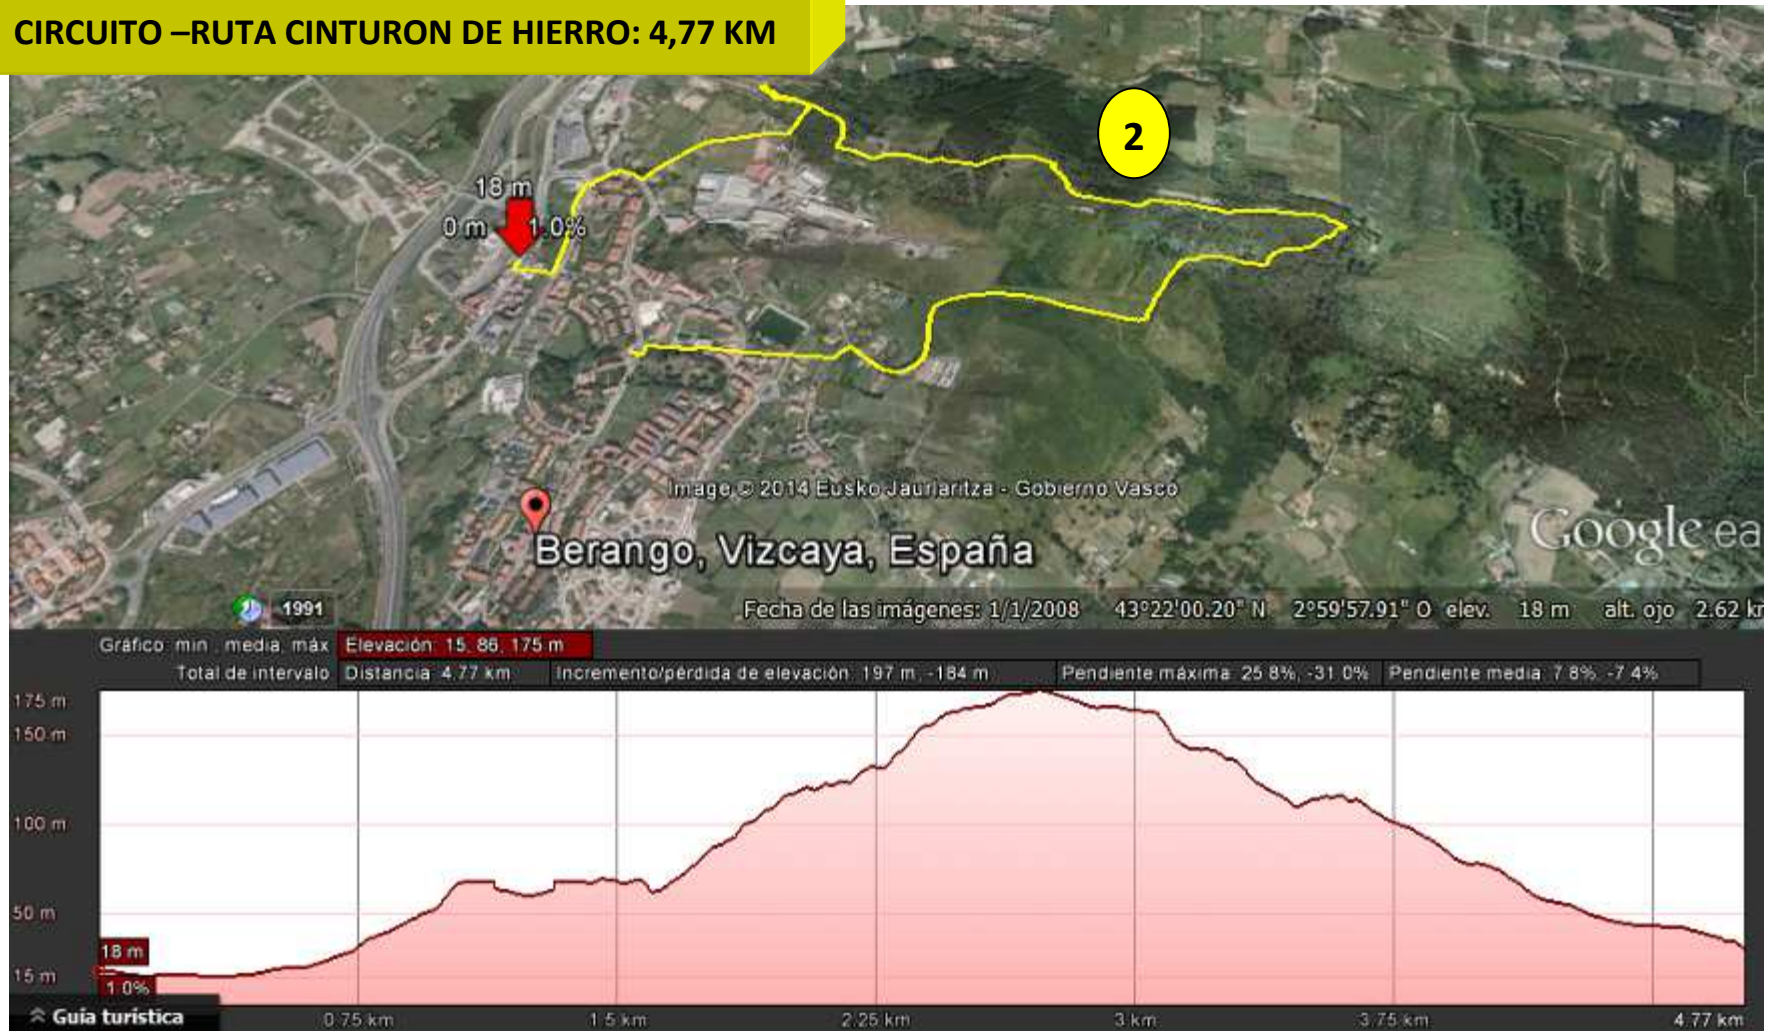 CIRCUITO –RUTA CINTURON DE HIERRO: 4,77 KM
2
18 m
0 m 1.0%
Image © 2014 Eusko Jaurlaritza - Gobierno Vasco
Google ea
Berango, Vizcaya, España
1991
Fecha de las imágenes: 1/1/2008 43º22'00.20" N 2º59'57.91" O elev. 18 m alt. ojo 2.62 km
Gráfico: min., media, máx Elevación: 15, 86, 175 m
Total de intervalo: Distancia: 4.77 km Incremento/pérdida de elevación: 197 m, -184 m Pendiente máxima: 25.8%, -31.0% Pendiente media: 7.8%, -7.4%
175 m
150 m
100 m
50 m
18 m
15 m
1.0%
Guía turística 0.75 km 1.5 km 2.25 km 3 km 3.75 km 4.77 km